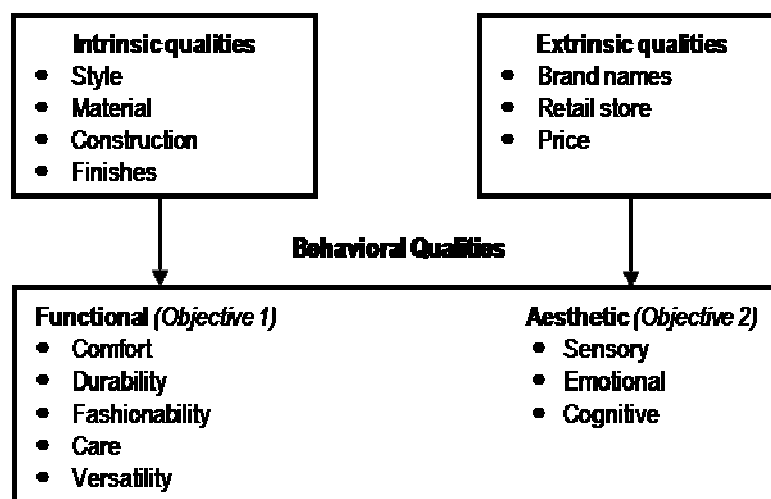 Intrinsic qualities
• Style
• Material
• Construction
• Finishes
Extrinsic qualities
• Brand names
• Retail store
• Price
Behavioral Qualities
Functional (Objective 1)
• Comfort
• Durability
• Fashionability
• Care
• Versatility
Aesthetic (Objective 2)
• Sensory
• Emotional
• Cognitive